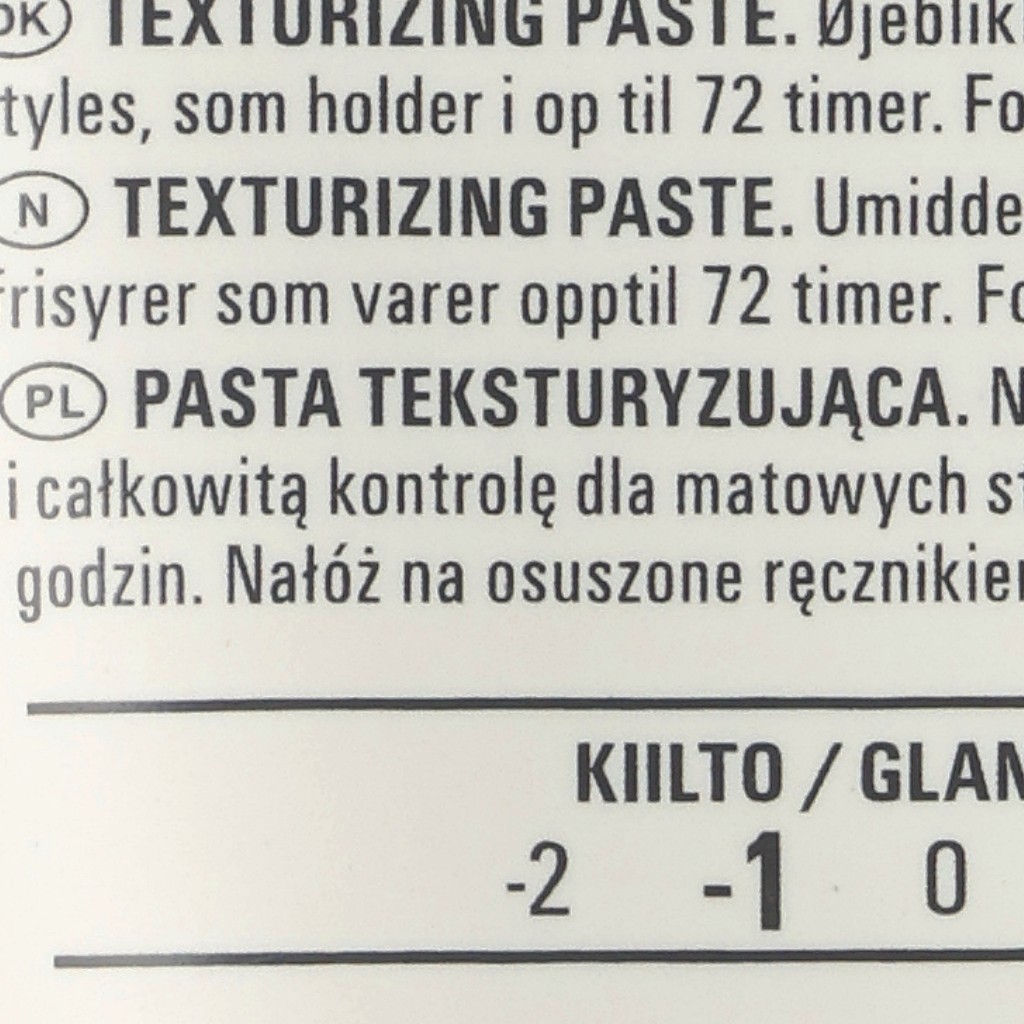 DK TEXTURIZING PASTE. Øjeblik
tyles, som holder i op til 72 timer. Fo
N TEXTURIZING PASTE. Umidde
frisyrer som varer opptil 72 timer. Fo
PL PASTA TEKSTURYZUJĄCA. N
i całkowitą kontrolę dla matowych st
godzin. Nałóż na osuszone ręcznikie
KIILTO / GLAN
-2 -1 0